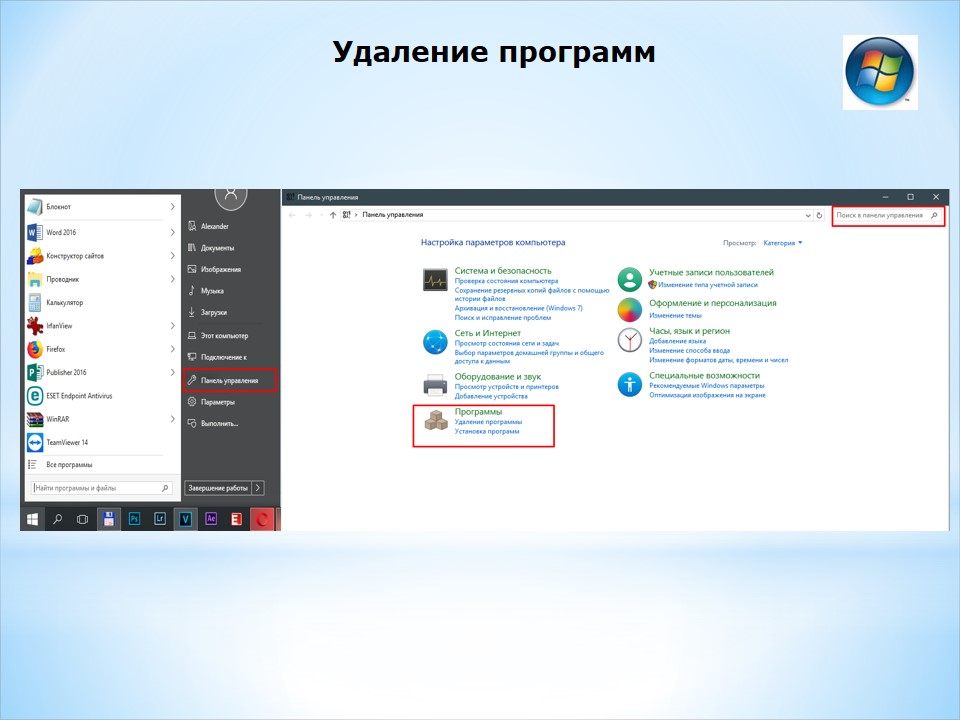 Удаление программ
Блокнот
Word 2016
Конструктор сайтов
Проводник
Калькулятор
IrfanView
Firefox
Publisher 2016
ESET Endpoint Antivirus
WinRAR
TeamViewer 14
Все программы
Найти программы и файлы
Alexander
Документы
Изображения
Музыка
Загрузки
Этот компьютер
Подключение к
Панель управления
Параметры
Выполнить...
Завершение работы
Ps
Lr
V
Ae
Панель управления
Панель управления
Поиск в панели управления
Настройка параметров компьютера
Просмотр: Категория
Система и безопасность
Проверка состояния компьютера
Сохранение резервных копий файлов с помощью
истории файлов
Архивация и восстановление (Windows 7)
Поиск и исправление проблем
Сеть и Интернет
Просмотр состояния сети и задач
Выбор параметров домашней группы и общего
доступа к данным
Оборудование и звук
Просмотр устройств и принтеров
Добавление устройства
Программы
Удаление программы
Установка программ
Учетные записи пользователей
Изменение типа учетной записи
Оформление и персонализация
Изменение темы
Часы, язык и регион
Добавление языка
Изменение способа ввода
Изменение форматов даты, времени и чисел
Специальные возможности
Рекомендуемые Windows параметры
Оптимизация изображения на экране